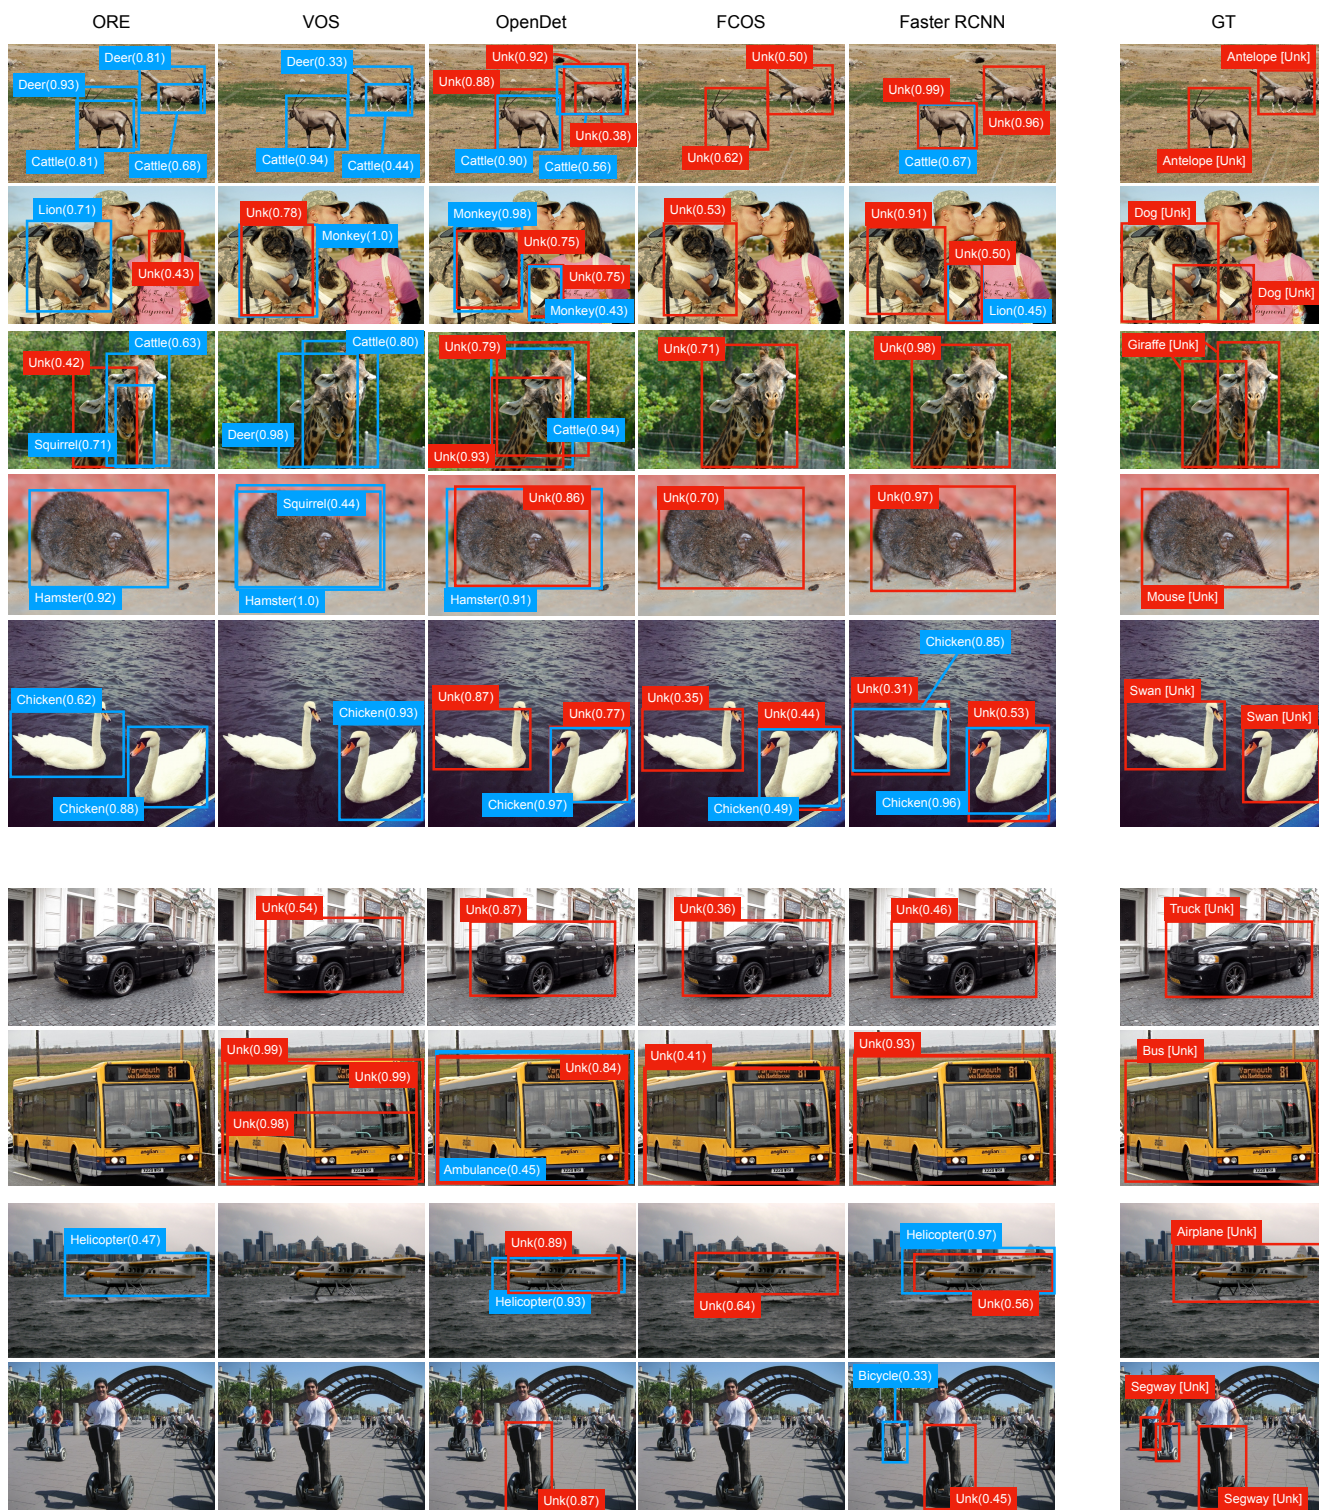 ORE VOS OpenDet FCOS Faster RCNN GT
Deer(0.81) Deer(0.33) Unk(0.92) Unk(0.50) Antelope [Unk]
Deer(0.93) Unk(0.88) Unk(0.99)
Unk(0.38) Unk(0.96)
Cattle(0.81) Cattle(0.68) Cattle(0.94) Cattle(0.44) Cattle(0.90) Cattle(0.56) Unk(0.62) Cattle(0.67) Antelope [Unk]
Lion(0.71) Unk(0.78) Monkey(0.98) Unk(0.53) Unk(0.91) Dog [Unk]
Monkey(1.0) Unk(0.75) Unk(0.50)
Unk(0.43) Unk(0.75) Dog [Unk]
Monkey(0.43) Lion(0.45)
Cattle(0.63) Cattle(0.80) Unk(0.79) Unk(0.71) Unk(0.98) Giraffe [Unk]
Unk(0.42)
Squirrel(0.71) Deer(0.98) Cattle(0.94)
Unk(0.93)
Squirrel(0.44) Unk(0.86) Unk(0.70) Unk(0.97)
Hamster(0.92) Hamster(1.0) Hamster(0.91) Mouse [Unk]
Chicken(0.85)
Chicken(0.62) Unk(0.87) Unk(0.35) Unk(0.31) Swan [Unk]
Chicken(0.93) Unk(0.77) Unk(0.44) Unk(0.53) Swan [Unk]
Chicken(0.88) Chicken(0.97) Chicken(0.49) Chicken(0.96)
Unk(0.54) Unk(0.87) Unk(0.36) Unk(0.46) Truck [Unk]
Unk(0.99) Unk(0.41) Unk(0.93) Bus [Unk]
Unk(0.99) Unk(0.84)
Yarmouth 81
Unk(0.98)
Ambulance(0.45)
Helicopter(0.47) Unk(0.89) Helicopter(0.97) Airplane [Unk]
Helicopter(0.93) Unk(0.64) Unk(0.56)
Bicycle(0.33) Segway [Unk]
Unk(0.87) Unk(0.45) Segway [Unk]